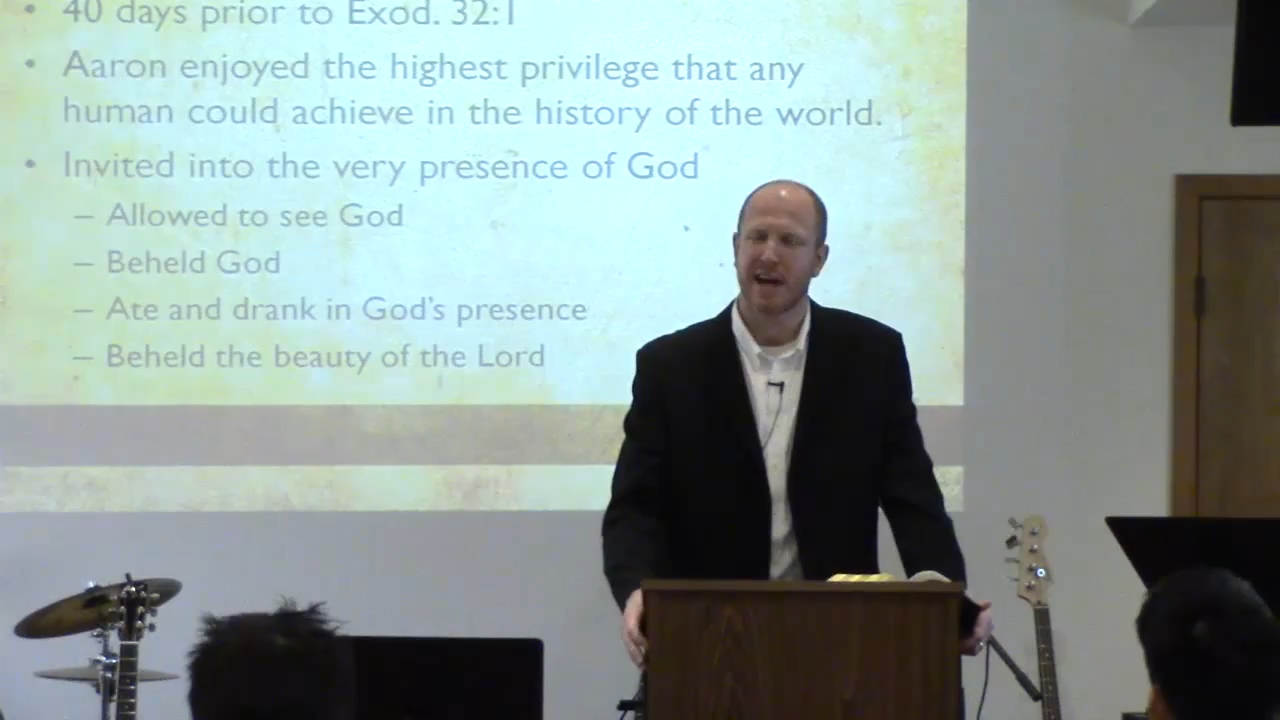 • 40 days prior to Exod. 32:1
• Aaron enjoyed the highest privilege that any
human could achieve in the history of the world.
• Invited into the very presence of God
– Allowed to see God
– Beheld God
– Ate and drank in God's presence
– Beheld the beauty of the Lord